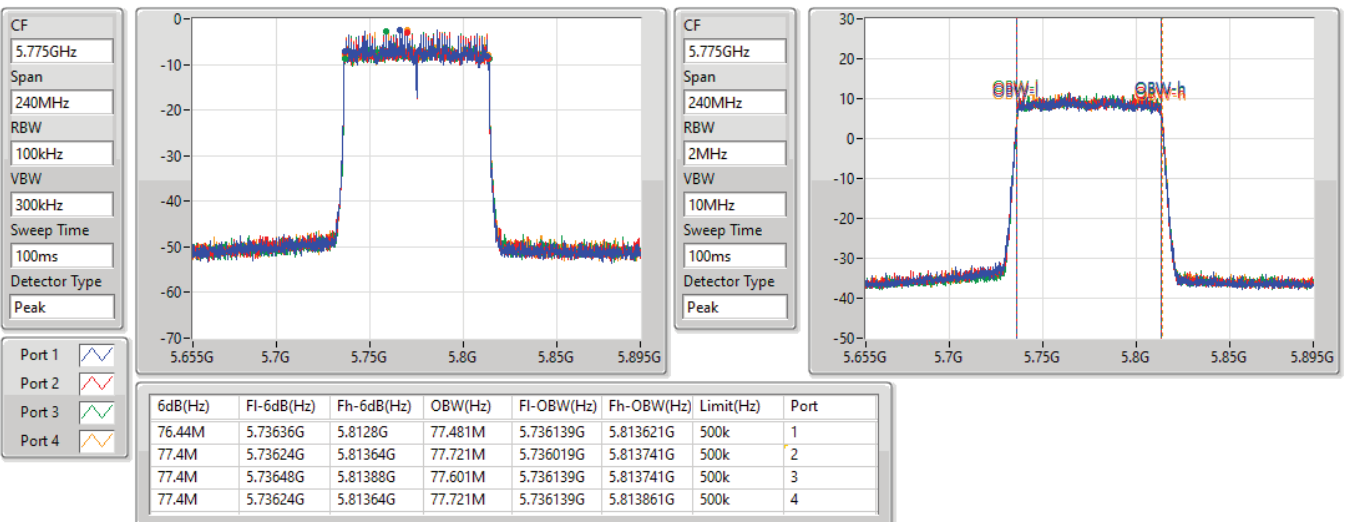 CF
5.775GHz
Span
240MHz
RBW
100kHz
VBW
300kHz
Sweep Time
100ms
Detector Type
Peak
0
-10
-20
-30
-40
-50
-60
-70
5.655G 5.7G 5.75G 5.8G 5.85G 5.895G
CF
5.775GHz
Span
240MHz
RBW
2MHz
VBW
10MHz
Sweep Time
100ms
Detector Type
Peak
30
20
10
0
-10
-20
-30
-40
-50
OBW-l OBW-h
5.655G 5.7G 5.75G 5.8G 5.85G 5.895G
Port 1
Port 2
Port 3
Port 4
6dB(Hz) Fl-6dB(Hz) Fh-6dB(Hz) OBW(Hz) Fl-OBW(Hz) Fh-OBW(Hz) Limit(Hz) Port
76.44M 5.73636G 5.8128G 77.481M 5.736139G 5.813621G 500k 1
77.4M 5.73624G 5.81364G 77.721M 5.736019G 5.813741G 500k 2
77.4M 5.73648G 5.81388G 77.601M 5.736139G 5.813741G 500k 3
77.4M 5.73624G 5.81364G 77.721M 5.736139G 5.813861G 500k 4